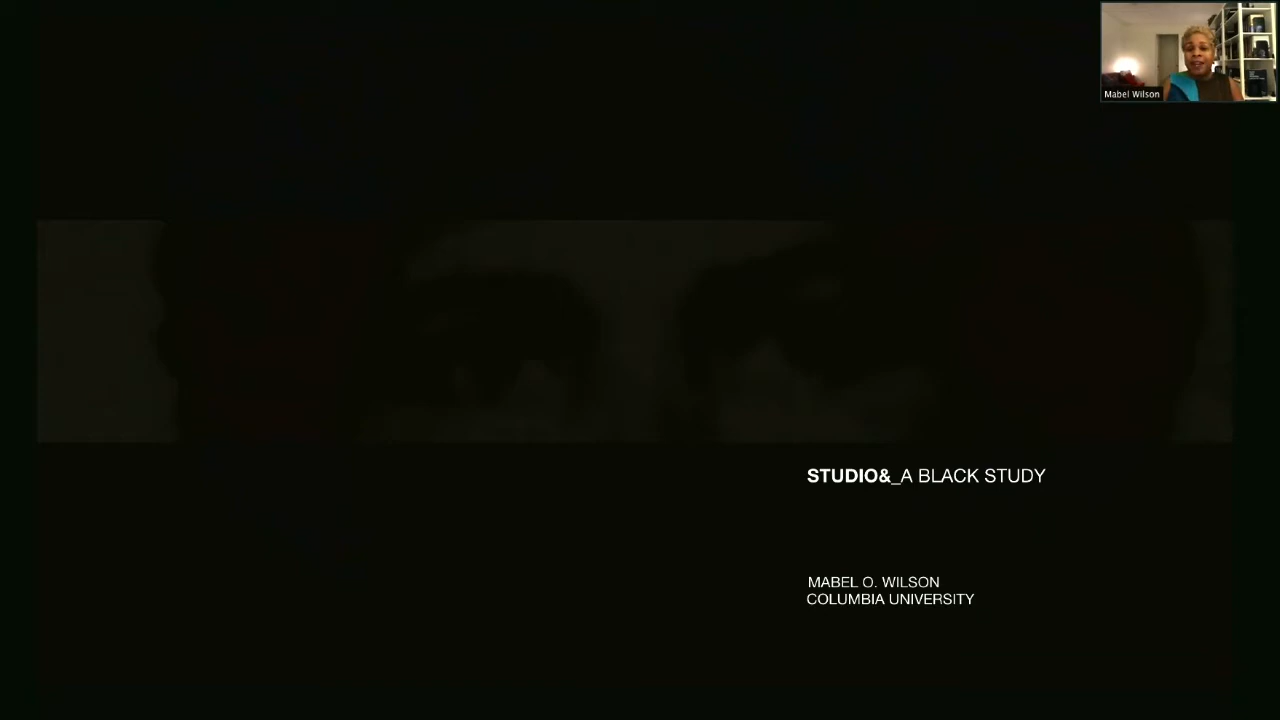 Mabel Wilson
STUDIO&_A BLACK STUDY
MABEL O. WILSON
COLUMBIA UNIVERSITY